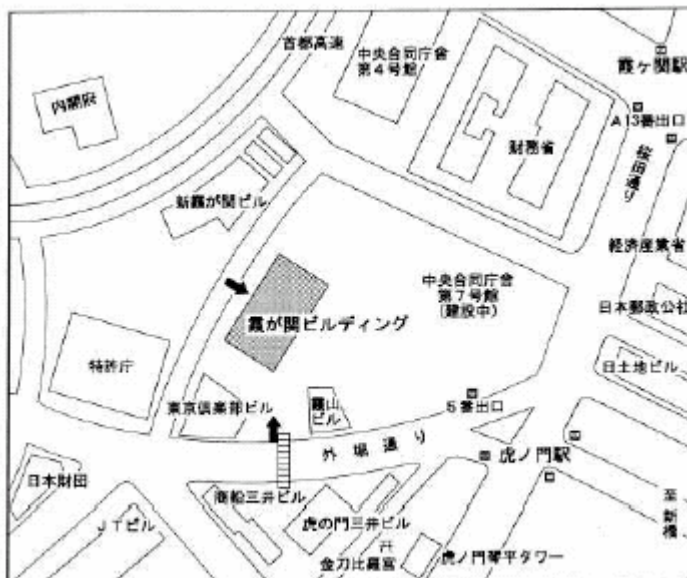 首都高速
中央合同庁舎
第４号館
霞ヶ関駅
内閣府
A13番出口
財務省
桜田通り
新霞が関ビル
経済産業省
中央合同庁舎
第７号館
(建設中)
日本郵政公社
霞が関ビルディング
特許庁
日土地ビル
東京倶楽部ビル
霞山
ビル
５番出口
外堀通り
虎ノ門駅
日本財団
商船三井ビル
至新橋
ＪＴビル
虎の門三井ビル
金刀比羅宮
虎ノ門琴平タワー